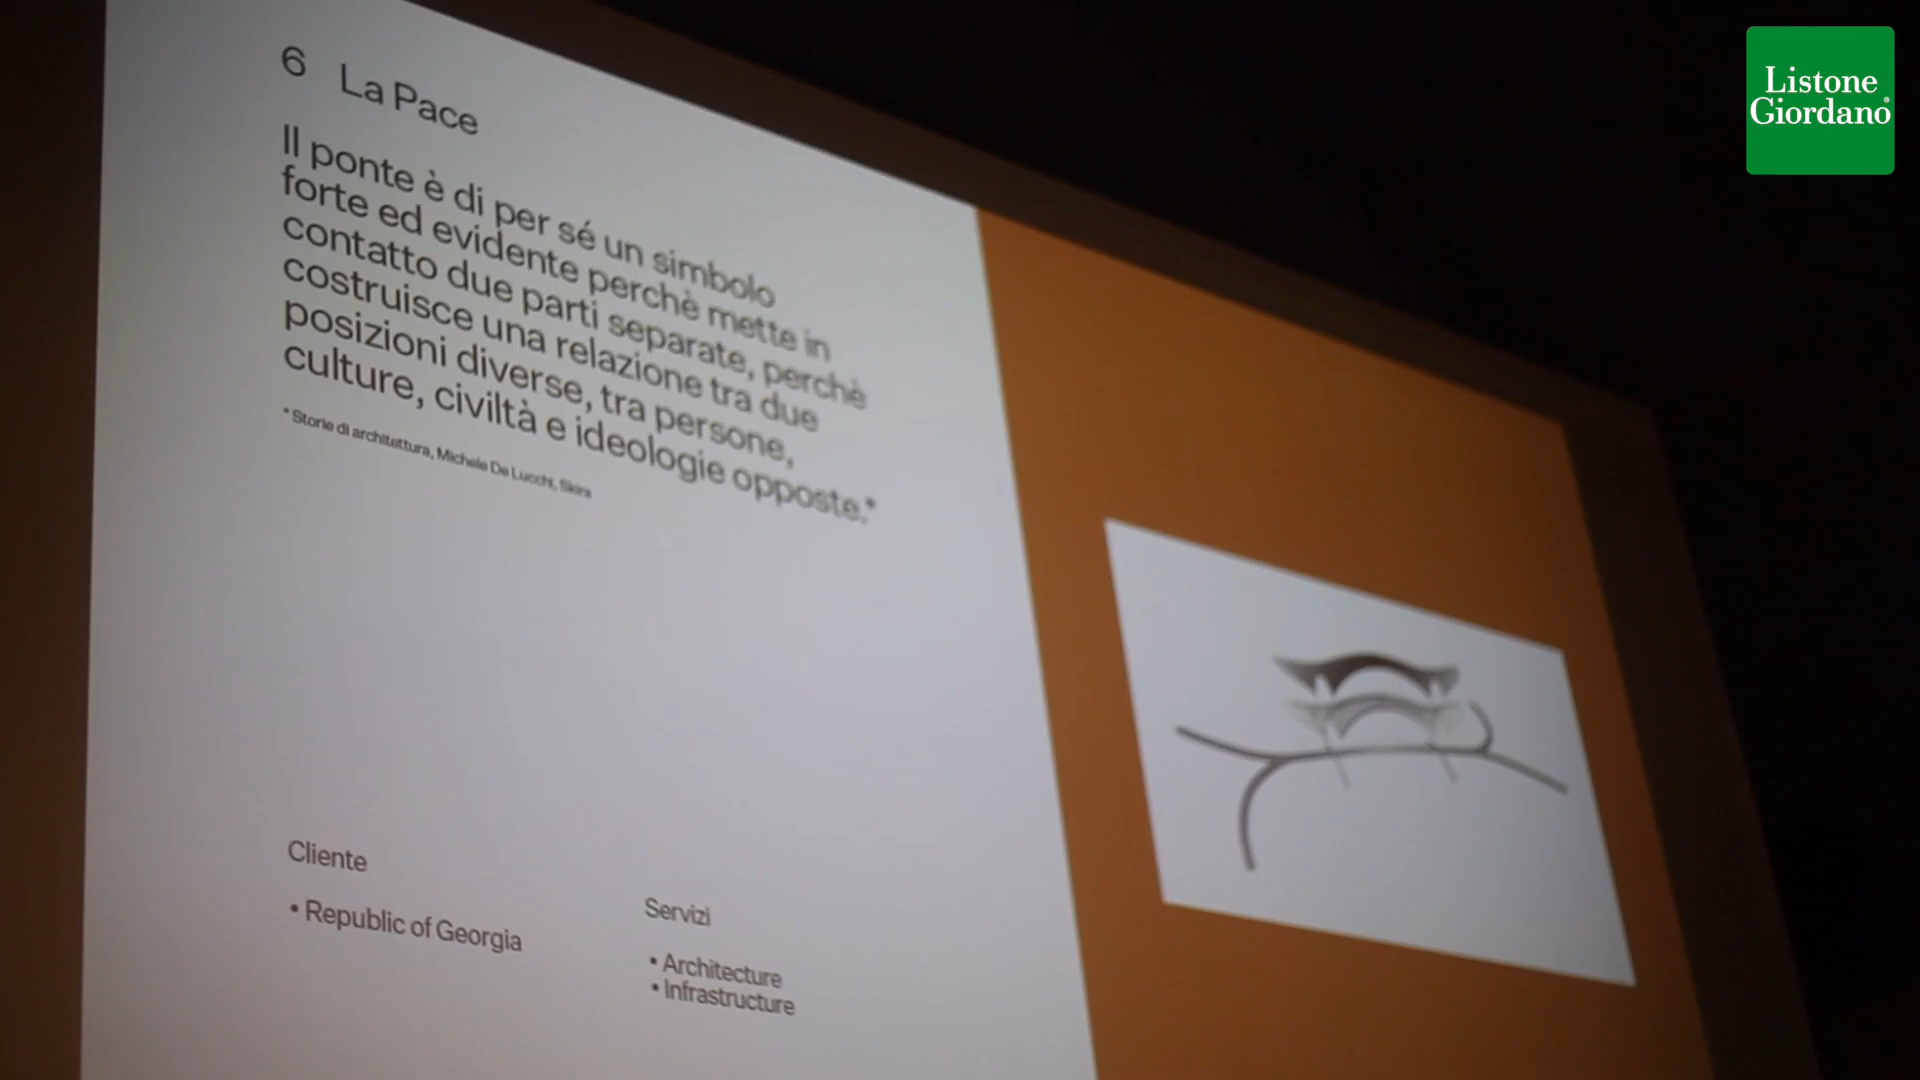 6 La Pace
Il ponte è di per sé un simbolo
forte ed evidente perchè mette in
contatto due parti separate, perchè
costruisce una relazione tra due
posizioni diverse, tra persone,
culture, civiltà e ideologie opposte.*
* Storie di architettura, Michele De Lucchi, Skira
Cliente
• Republic of Georgia
Servizi
• Architecture
• Infrastructure
Listone
Giordano®